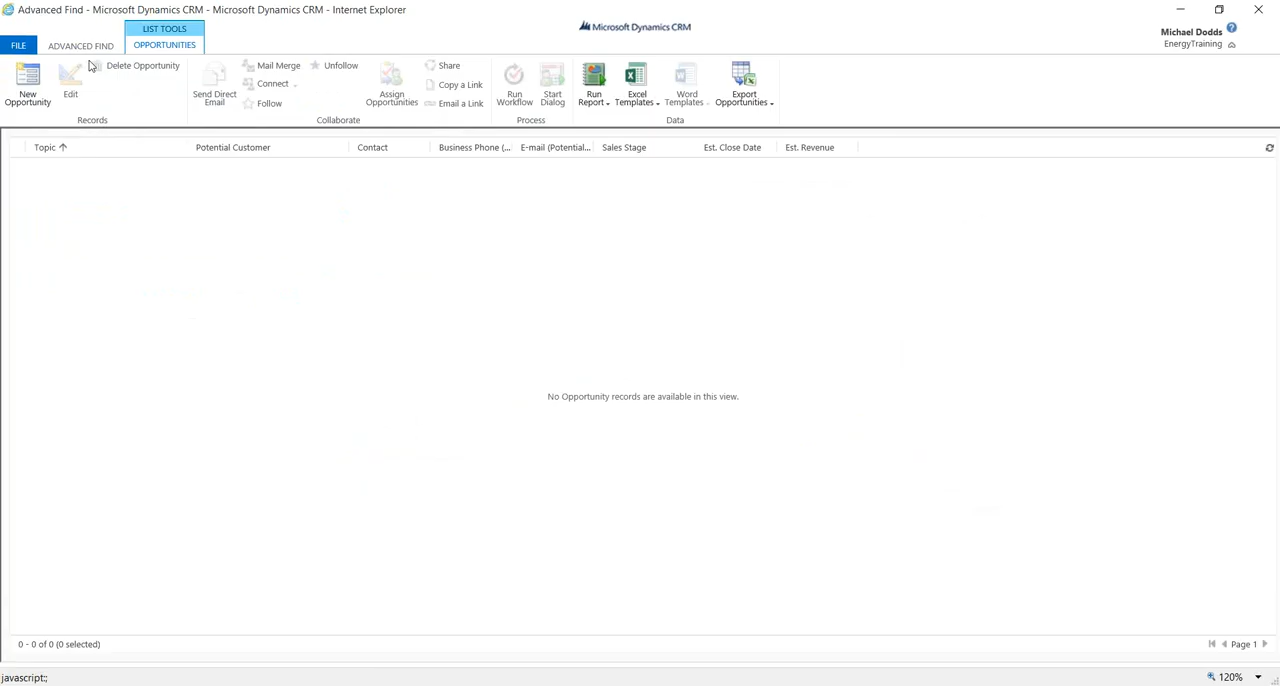 Advanced Find - Microsoft Dynamics CRM - Microsoft Dynamics CRM - Internet Explorer
Microsoft Dynamics CRM
Michael Dodds
EnergyTraining
FILE
ADVANCED FIND
LIST TOOLS
OPPORTUNITIES
New Opportunity
Edit
Delete Opportunity
Records
Send Direct Email
Mail Merge
Connect
Follow
Unfollow
Assign Opportunities
Share
Copy a Link
Email a Link
Collaborate
Run Workflow
Start Dialog
Process
Run Report
Excel Templates
Word Templates
Export Opportunities
Data
Topic
Potential Customer
Contact
Business Phone (...
E-mail (Potential...
Sales Stage
Est. Close Date
Est. Revenue
No Opportunity records are available in this view.
0 - 0 of 0 (0 selected)
Page 1
javascript:;
120%